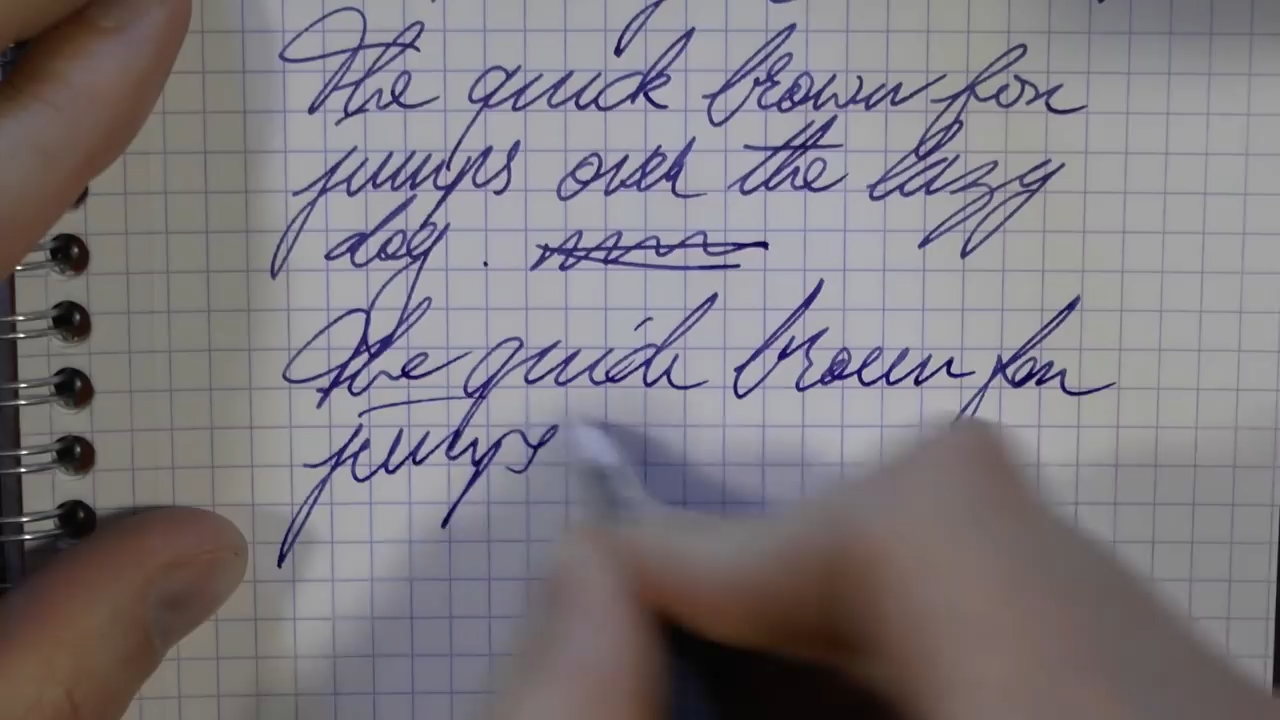 The quick brown fox
jumps over the lazy
dog.
The quick brown fox
jumps